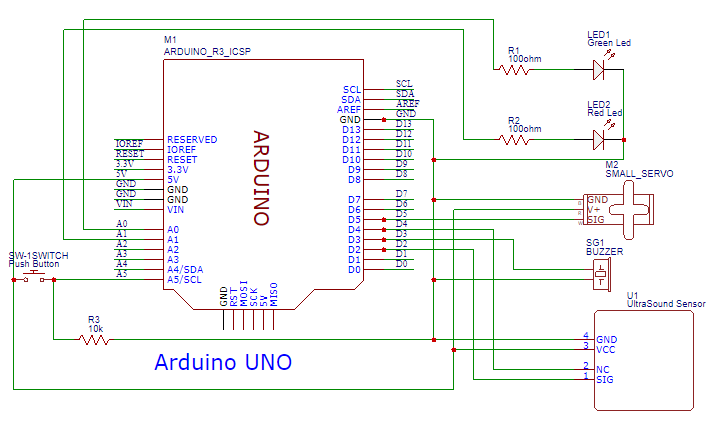 M1
ARDUINO_R3_ICSP
ARDUINO
RESERVED
IOREF
IOREF
RESET
RESET
3.3V
3.3V
5V
5V
GND
GND
GND
GND
VIN
VIN
A0
A0
A1
A1
A2
A2
A3
A3
A4
A4/SDA
A5
A5/SCL
SCL
SCL
SDA
SDA
AREF
AREF
GND
GND
D13
D13
D12
D12
D11
D11
D10
D10
D9
D9
D8
D8
D7
D7
D6
D6
D5
D5
D4
D4
D3
D3
D2
D2
D1
D1
D0
D0
GND
RST
MOSI
SCK
5V
MISO
SW-1SWITCH
Push Button
R3
10k
Arduino UNO
R1
100ohm
LED1
Green Led
R2
100ohm
LED2
Red Led
M2
SMALL_SERVO
GND
V+
SIG
SG1
BUZZER
U1
UltraSound Sensor
4 GND
3 VCC
2 NC
1 SIG